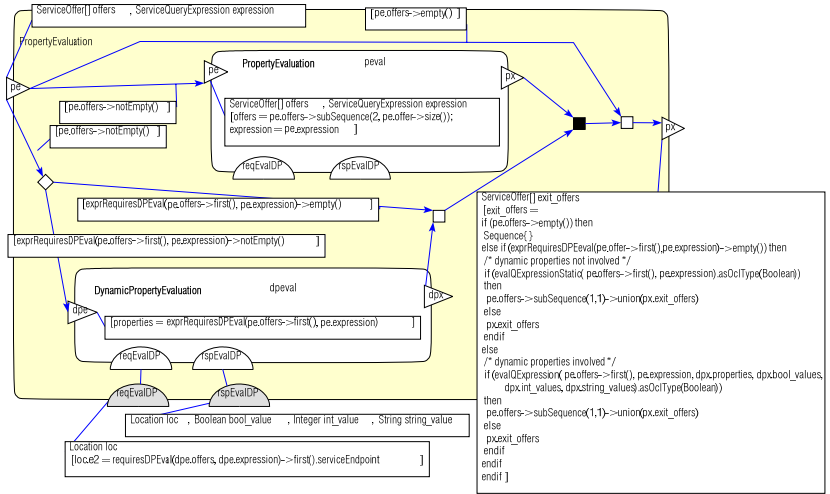 ServiceOffer[] offers , ServiceQueryExpression expression
[pe.offers->empty() ]
PropertyEvaluation
pe
pe
PropertyEvaluation peval
px
ServiceOffer[] offers , ServiceQueryExpression expression
[offers = pe.offers->subSequence(2, pe.offer->size());
expression = pe.expression ]
[pe.offers->notEmpty() ]
[pe.offers->notEmpty() ]
px
reqEvalDP
rspEvalDP
[exprRequiresDPEval(pe.offers->first(), pe.expression)->empty() ]
[exprRequiresDPEval(pe.offers->first(), pe.expression)->notEmpty() ]
DynamicPropertyEvaluation dpeval
dpx
dpe
[properties = exprRequiresDPEval(pe.offers->first(), pe.expression) ]
reqEvalDP
rspEvalDP
reqEvalDP
rspEvalDP
Location loc , Boolean bool_value , Integer int_value , String string_value
Location loc
[loc.e2 = requiresDPEval(dpe.offers, dpe.expression)->first().serviceEndpoint ]
ServiceOffer[] exit_offers
[exit_offers =
if (pe.offers->empty()) then
Sequence{ }
else if (exprRequiresDPEeval(pe,offer->first(),pe,expression)->empty()) then
/* dynamic properties not involved */
if (evalQExpressionStatic( pe.offers->first(), pe.expression).asOclType(Boolean))
then
pe.offers->subSequence(1,1)->union(px.exit_offers)
else
px.exit_offers
endif
else
/* dynamic properties involved */
if (evalQExpression( pe.offers->first(), pe.expression, dpx.properties, dpx.bool_values,
dpx.int_values, dpx.string_values).asOclType(Boolean))
then
pe.offers->subSequence(1,1)->union(px.exit_offers)
else
px.exit_offers
endif
endif
endif ]